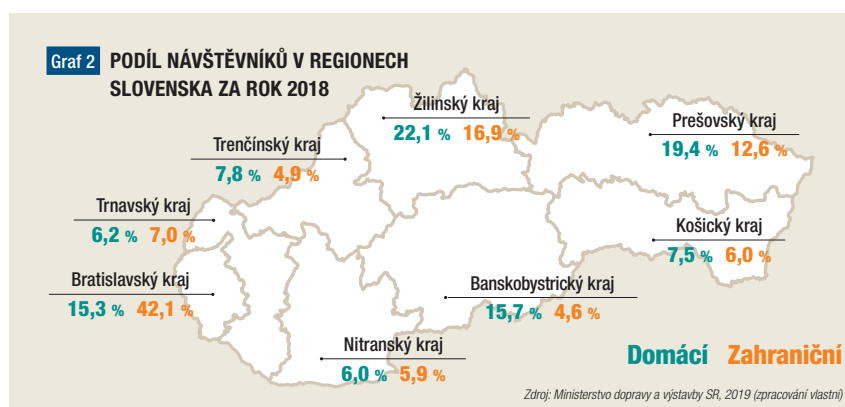 Graf 2 PODÍL NÁVŠTĚVNÍKŮ V REGIONECH
SLOVENSKA ZA ROK 2018
Žilinský kraj
22,1 % 16,9 %
Prešovský kraj
19,4 % 12,6 %
Trenčínský kraj
7,8 % 4,9 %
Trnavský kraj
6,2 % 7,0 %
Košický kraj
7,5 % 6,0 %
Bratislavský kraj
15,3 % 42,1 %
Banskobystrický kraj
15,7 % 4,6 %
Nitranský kraj
6,0 % 5,9 %
Domácí Zahraniční
Zdroj: Ministerstvo dopravy a výstavby SR, 2019 (zpracování vlastní)